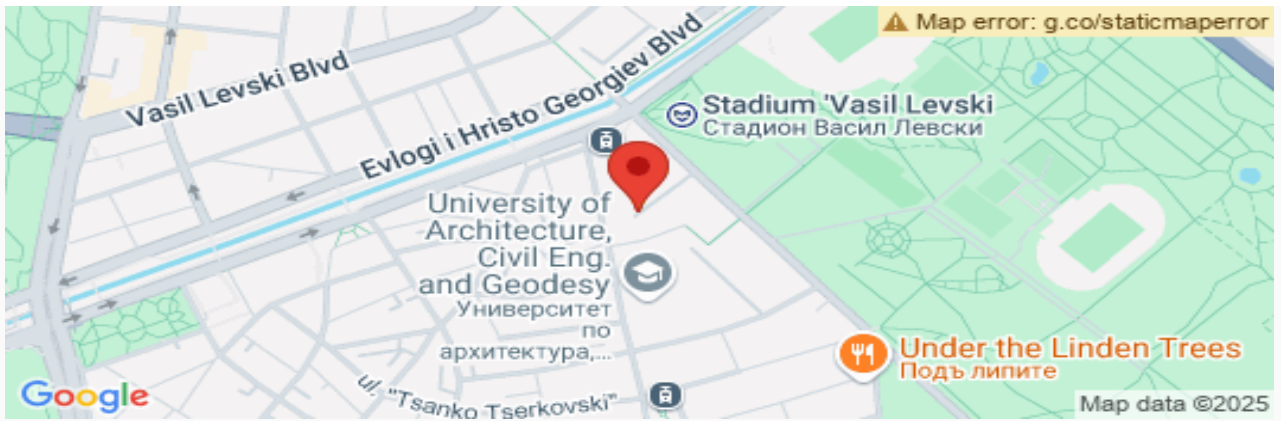 Map error: g.co/staticmaperror
Vasil Levski Blvd
Evlogi i Hristo Georgiev Blvd
Stadium 'Vasil Levski
Стадион Васил Левски
University of
Architecture,
Civil Eng.
and Geodesy
Университет
по
архитектура,...
Under the Linden Trees
Подъ липите
ul. "Tsanko Tserkovski"
Google
Map data ©2025